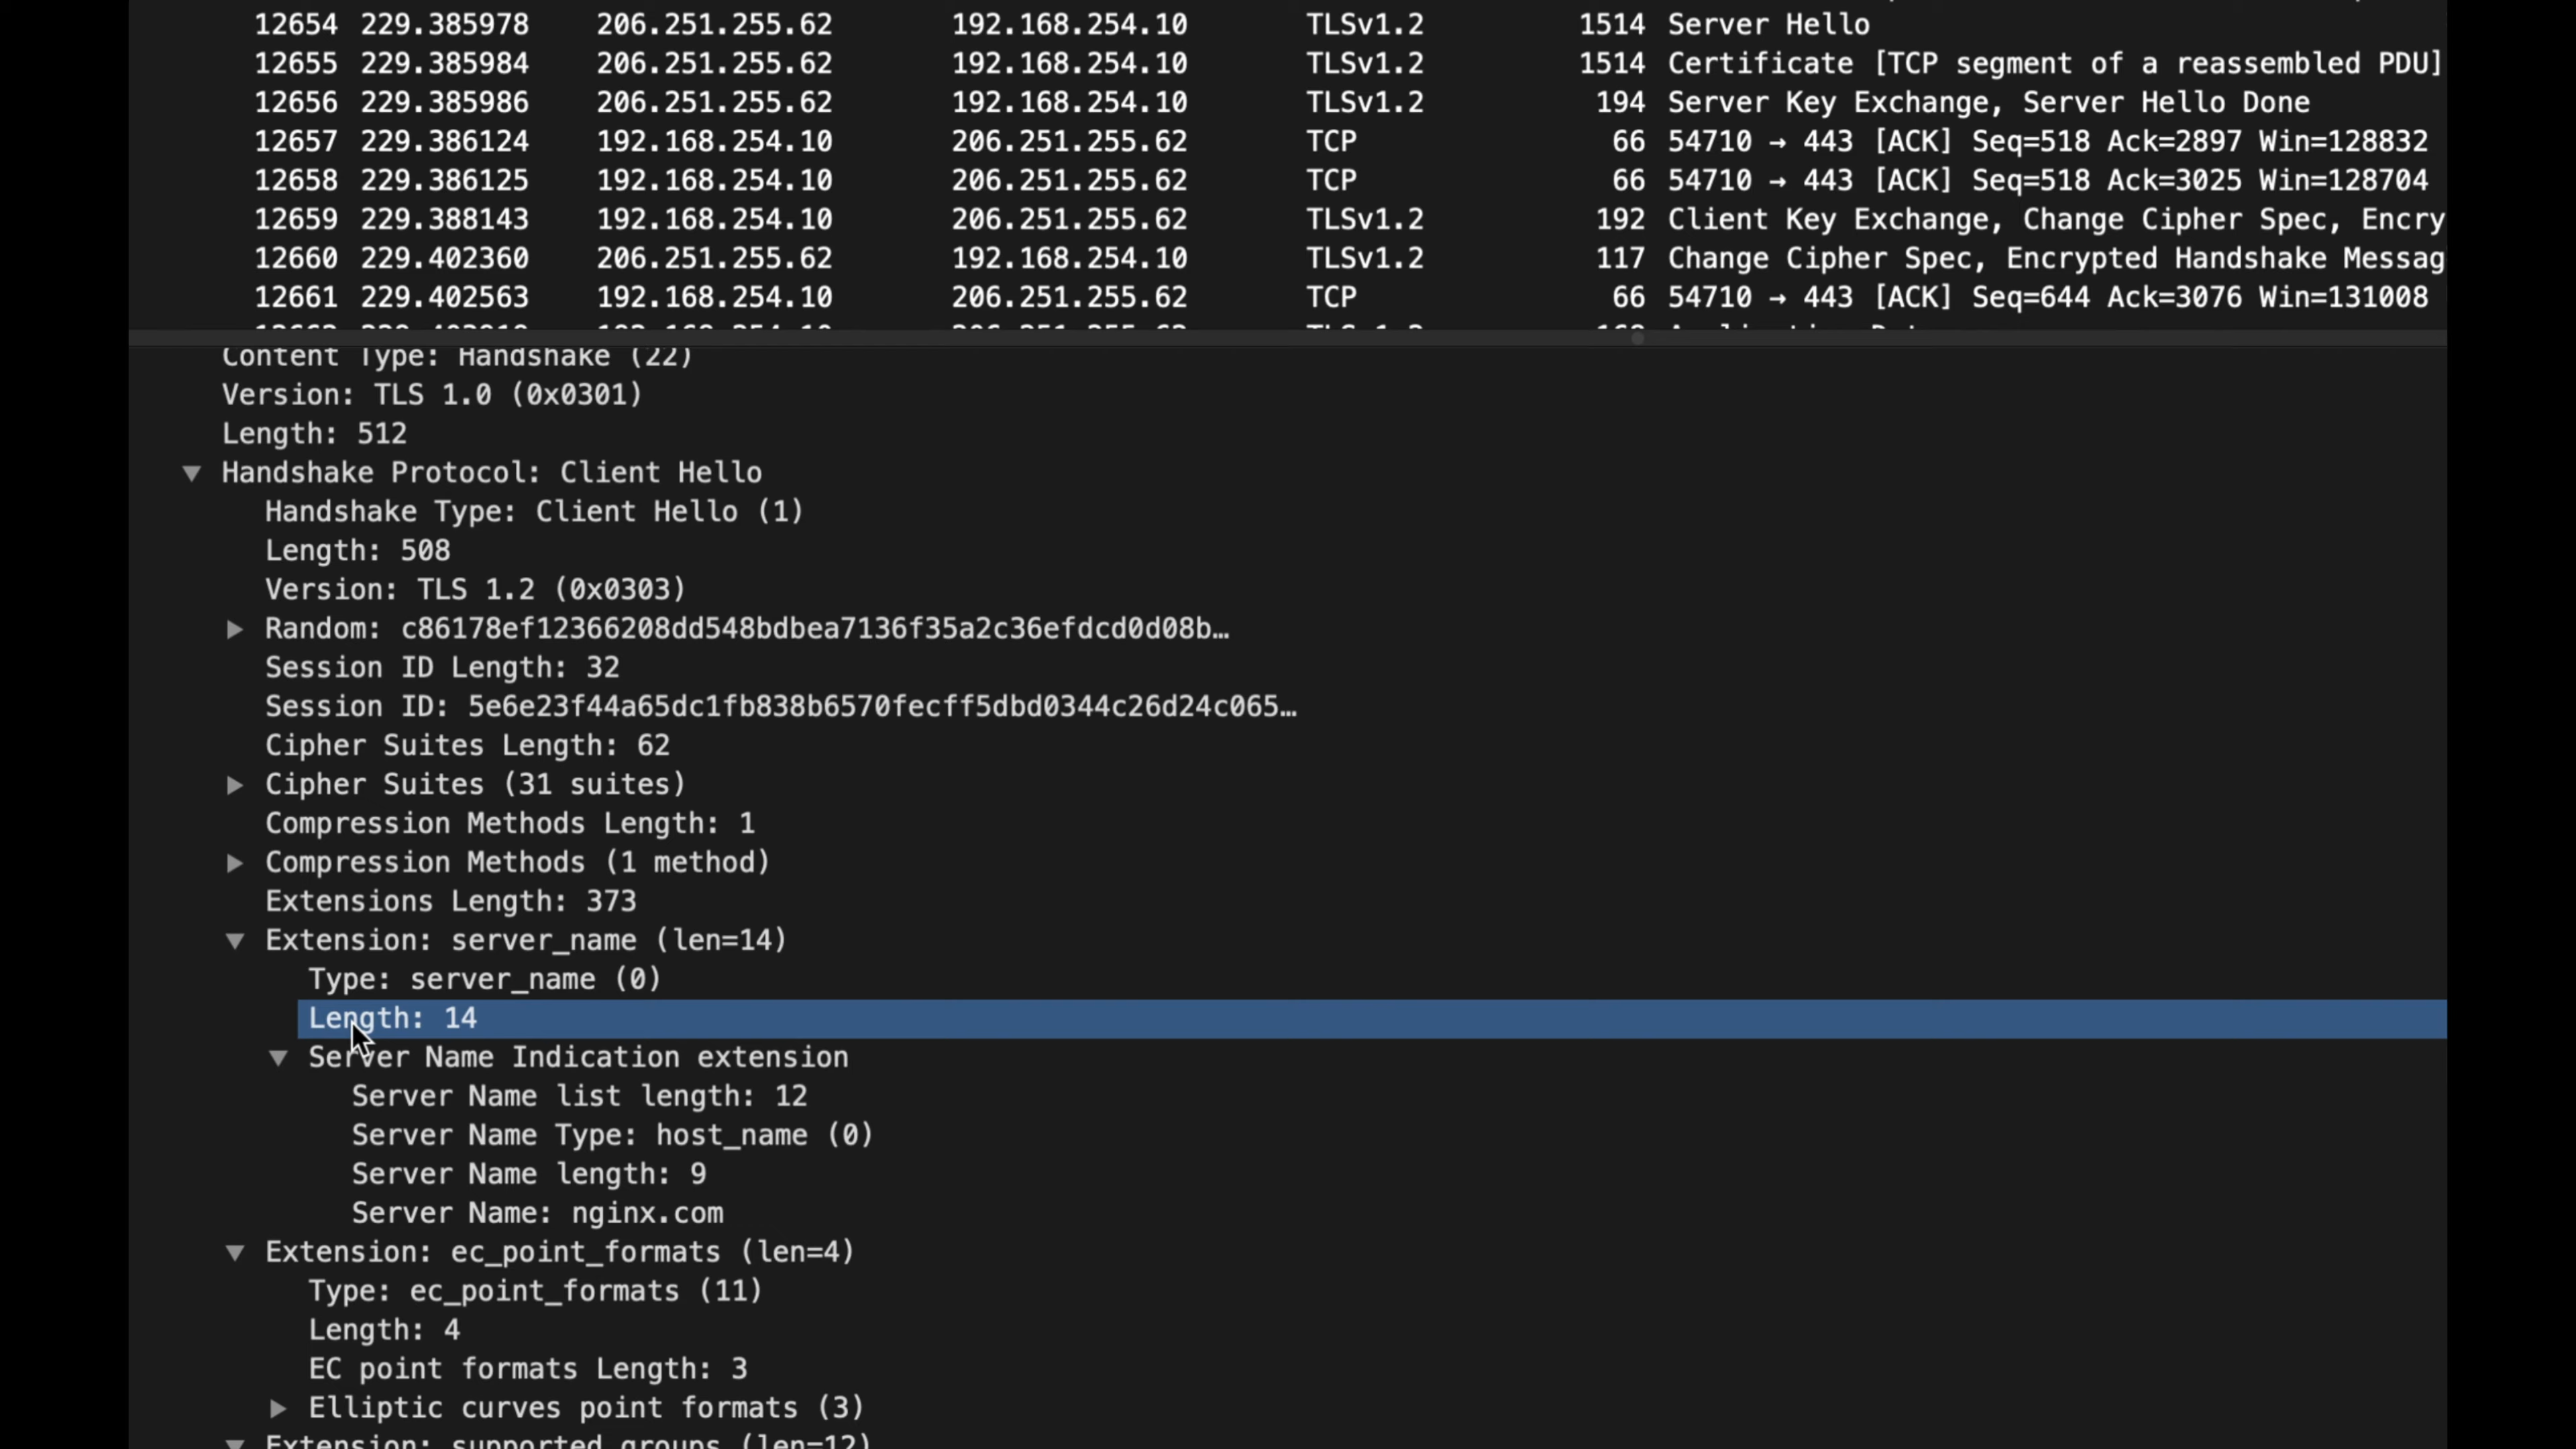 12654 229.385978 206.251.255.62 192.168.254.10 TLSv1.2 1514 Server Hello
12655 229.385984 206.251.255.62 192.168.254.10 TLSv1.2 1514 Certificate [TCP segment of a reassembled PDU]
12656 229.385986 206.251.255.62 192.168.254.10 TLSv1.2 194 Server Key Exchange, Server Hello Done
12657 229.386124 192.168.254.10 206.251.255.62 TCP 66 54710 → 443 [ACK] Seq=518 Ack=2897 Win=128832
12658 229.386125 192.168.254.10 206.251.255.62 TCP 66 54710 → 443 [ACK] Seq=518 Ack=3025 Win=128704
12659 229.388143 192.168.254.10 206.251.255.62 TLSv1.2 192 Client Key Exchange, Change Cipher Spec, Encry
12660 229.402360 206.251.255.62 192.168.254.10 TLSv1.2 117 Change Cipher Spec, Encrypted Handshake Messag
12661 229.402563 192.168.254.10 206.251.255.62 TCP 66 54710 → 443 [ACK] Seq=644 Ack=3076 Win=131008
Content Type: Handshake (22)
Version: TLS 1.0 (0x0301)
Length: 512
Handshake Protocol: Client Hello
Handshake Type: Client Hello (1)
Length: 508
Version: TLS 1.2 (0x0303)
Random: c86178ef12366208dd548bdbea7136f35a2c36efdcd0d08b…
Session ID Length: 32
Session ID: 5e6e23f44a65dc1fb838b6570fecff5dbd0344c26d24c065…
Cipher Suites Length: 62
Cipher Suites (31 suites)
Compression Methods Length: 1
Compression Methods (1 method)
Extensions Length: 373
Extension: server_name (len=14)
Type: server_name (0)
Length: 14
Server Name Indication extension
Server Name list length: 12
Server Name Type: host_name (0)
Server Name length: 9
Server Name: nginx.com
Extension: ec_point_formats (len=4)
Type: ec_point_formats (11)
Length: 4
EC point formats Length: 3
Elliptic curves point formats (3)
Extension: supported_groups (len=12)